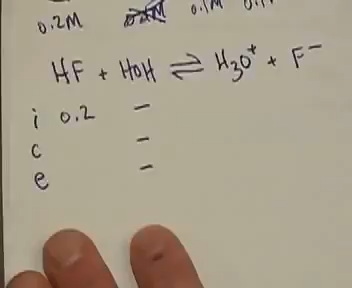 0.2M 0.1M
HF + HOH ⇌ H₃O⁺ + F⁻
i 0.2 –
c –
e –